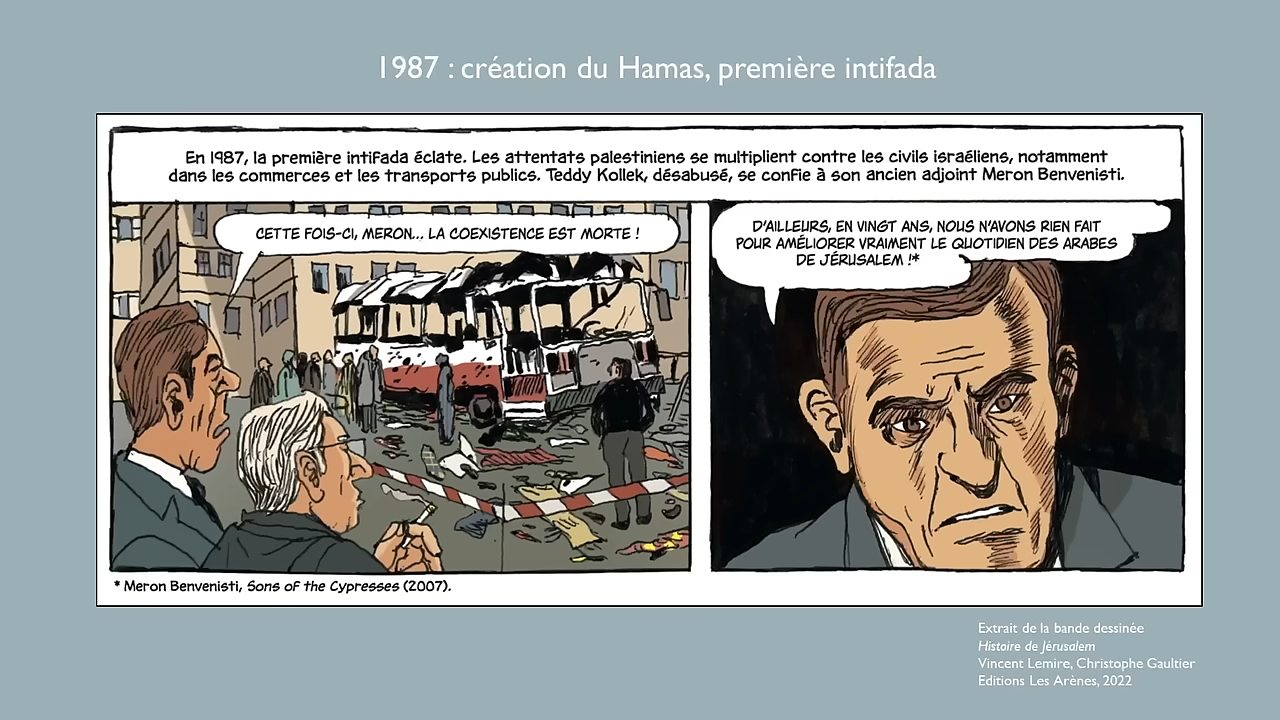 1987 : création du Hamas, première intifada
En 1987, la première intifada éclate. Les attentats palestiniens se multiplient contre les civils israéliens, notamment
dans les commerces et les transports publics. Teddy Kollek, désabusé, se confie à son ancien adjoint Meron Benvenisti.
CETTE FOIS-CI, MERON... LA COEXISTENCE EST MORTE !
D'AILLEURS, EN VINGT ANS, NOUS N'AVONS RIEN FAIT
POUR AMÉLIORER VRAIMENT LE QUOTIDIEN DES ARABES
DE JÉRUSALEM !*
* Meron Benvenisti, Sons of the Cypresses (2007).
Extrait de la bande dessinée
Histoire de Jérusalem
Vincent Lemire, Christophe Gaultier
Editions Les Arènes, 2022